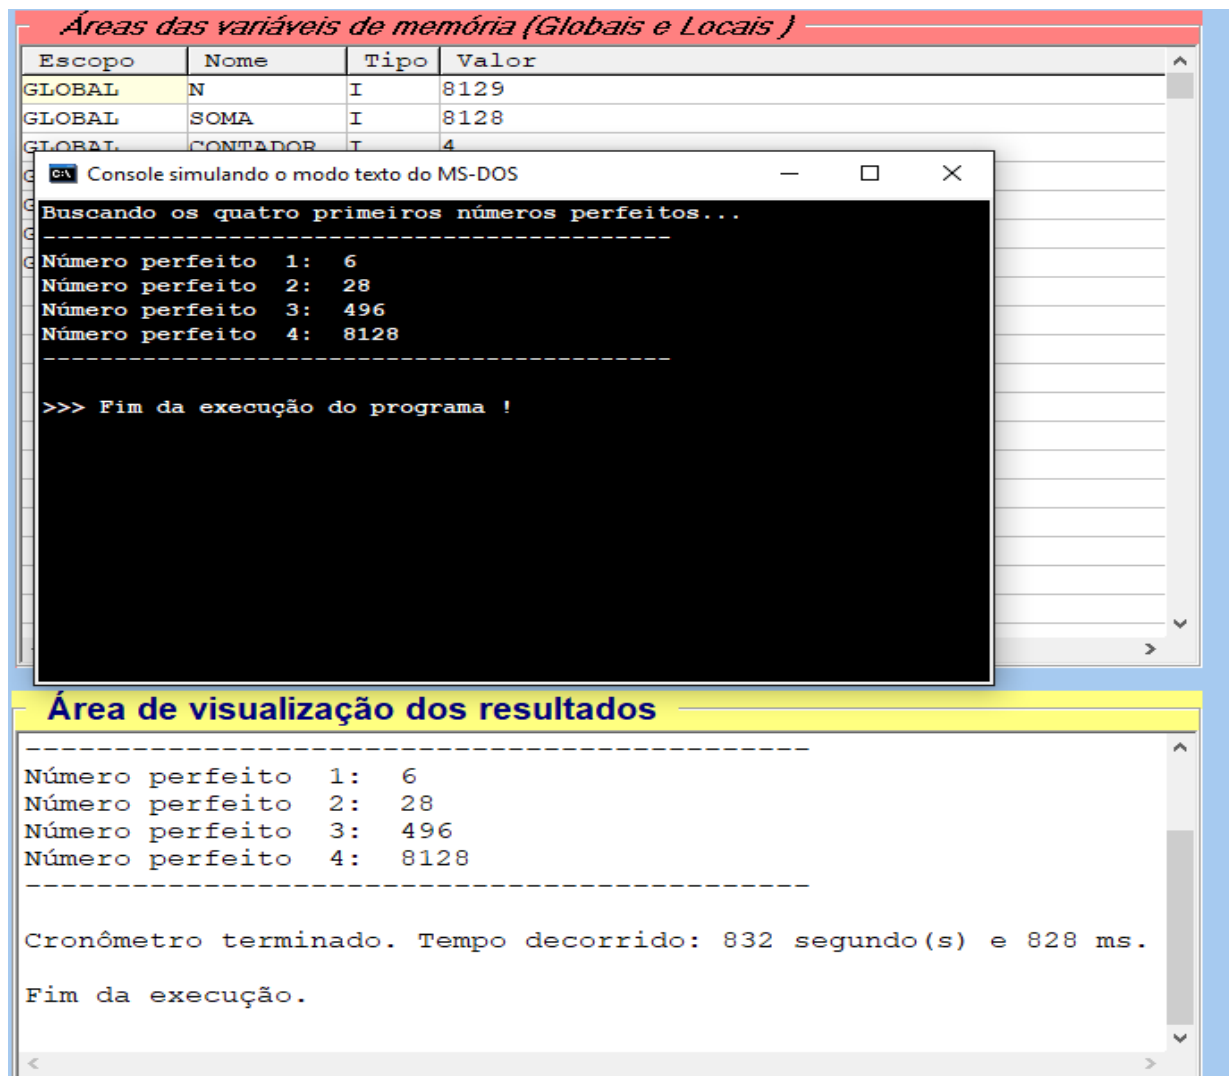 Áreas das variáveis de memória (Globais e Locais )
Escopo Nome Tipo Valor
GLOBAL N I 8129
GLOBAL SOMA I 8128
GLOBAL CONTADOR I 4
Console simulando o modo texto do MS-DOS
Buscando os quatro primeiros números perfeitos...
--------------------------------------------
Número perfeito 1: 6
Número perfeito 2: 28
Número perfeito 3: 496
Número perfeito 4: 8128
--------------------------------------------
>>> Fim da execução do programa !
Área de visualização dos resultados
--------------------------------------------
Número perfeito 1: 6
Número perfeito 2: 28
Número perfeito 3: 496
Número perfeito 4: 8128
--------------------------------------------
Cronômetro terminado. Tempo decorrido: 832 segundo(s) e 828 ms.
Fim da execução.